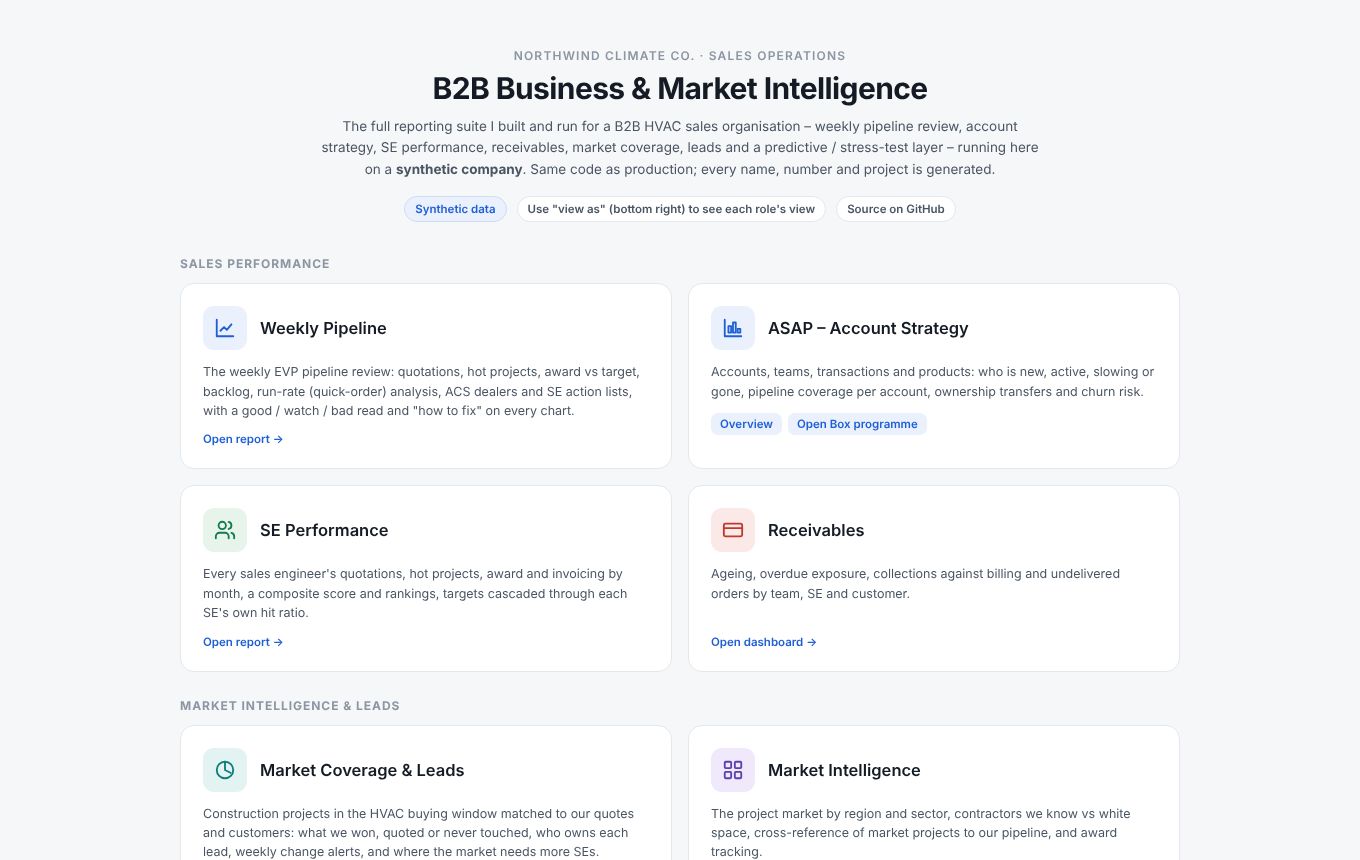 NORTHWIND CLIMATE CO. · SALES OPERATIONS
B2B Business & Market Intelligence
The full reporting suite I built and run for a B2B HVAC sales organisation – weekly pipeline review, account
strategy, SE performance, receivables, market coverage, leads and a predictive / stress-test layer – running here
on a synthetic company. Same code as production; every name, number and project is generated.
Synthetic data
Use "view as" (bottom right) to see each role's view
Source on GitHub
SALES PERFORMANCE
Weekly Pipeline
The weekly EVP pipeline review: quotations, hot projects, award vs target,
backlog, run-rate (quick-order) analysis, ACS dealers and SE action lists,
with a good / watch / bad read and "how to fix" on every chart.
Open report →
ASAP – Account Strategy
Accounts, teams, transactions and products: who is new, active, slowing or
gone, pipeline coverage per account, ownership transfers and churn risk.
Overview
Open Box programme
SE Performance
Every sales engineer's quotations, hot projects, award and invoicing by
month, a composite score and rankings, targets cascaded through each
SE's own hit ratio.
Open report →
Receivables
Ageing, overdue exposure, collections against billing and undelivered
orders by team, SE and customer.
Open dashboard →
MARKET INTELLIGENCE & LEADS
Market Coverage & Leads
Construction projects in the HVAC buying window matched to our quotes
and customers: what we won, quoted or never touched, who owns each
lead, weekly change alerts, and where the market needs more SEs.
Market Intelligence
The project market by region and sector, contractors we know vs white
space, cross-reference of market projects to our pipeline, and award
tracking.